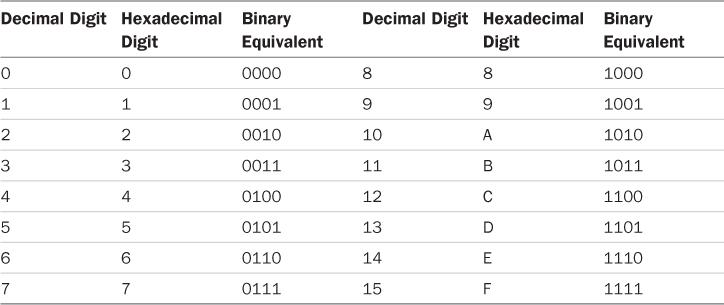 Decimal Digit Hexadecimal Digit Binary Equivalent Decimal Digit Hexadecimal Digit Binary Equivalent
0 0 0000 8 8 1000
1 1 0001 9 9 1001
2 2 0010 10 A 1010
3 3 0011 11 B 1011
4 4 0100 12 C 1100
5 5 0101 13 D 1101
6 6 0110 14 E 1110
7 7 0111 15 F 1111